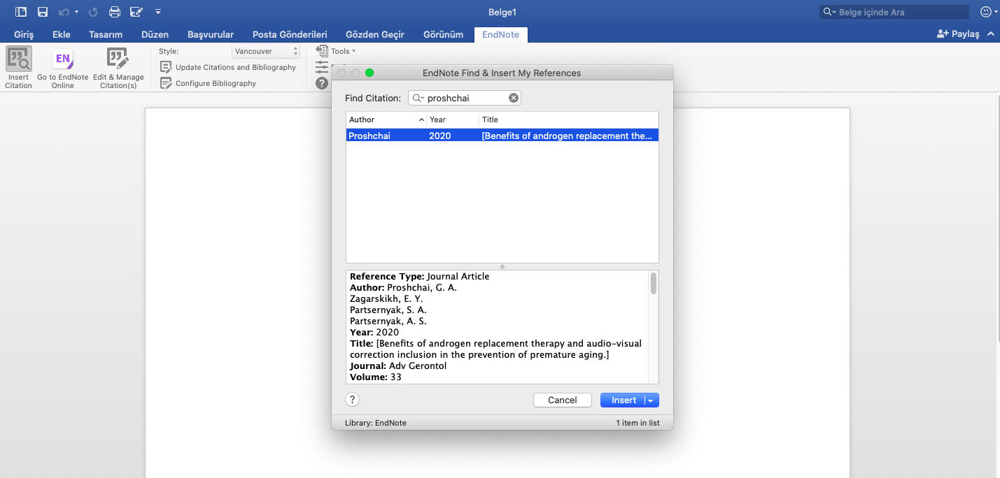 Belge1
Belge içinde Ara
Giriş Ekle Tasarım Düzen Başvurular Posta Gönderileri Gözden Geçir Görünüm EndNote Paylaş
Insert Citation
EN
Go to EndNote Online
Edit & Manage Citation(s)
Style: Vancouver
Update Citations and Bibliography
Configure Bibliography
Tools
EndNote Find & Insert My References
Find Citation: proshchai
Author Year Title
Proshchai 2020 [Benefits of androgen replacement the...
Reference Type: Journal Article
Author: Proshchai, G. A.
Zagarskikh, E. Y.
Partsernyak, S. A.
Partsernyak, A. S.
Year: 2020
Title: [Benefits of androgen replacement therapy and audio-visual
correction inclusion in the prevention of premature aging.]
Journal: Adv Gerontol
Volume: 33
? Cancel Insert
Library: EndNote 1 item in list